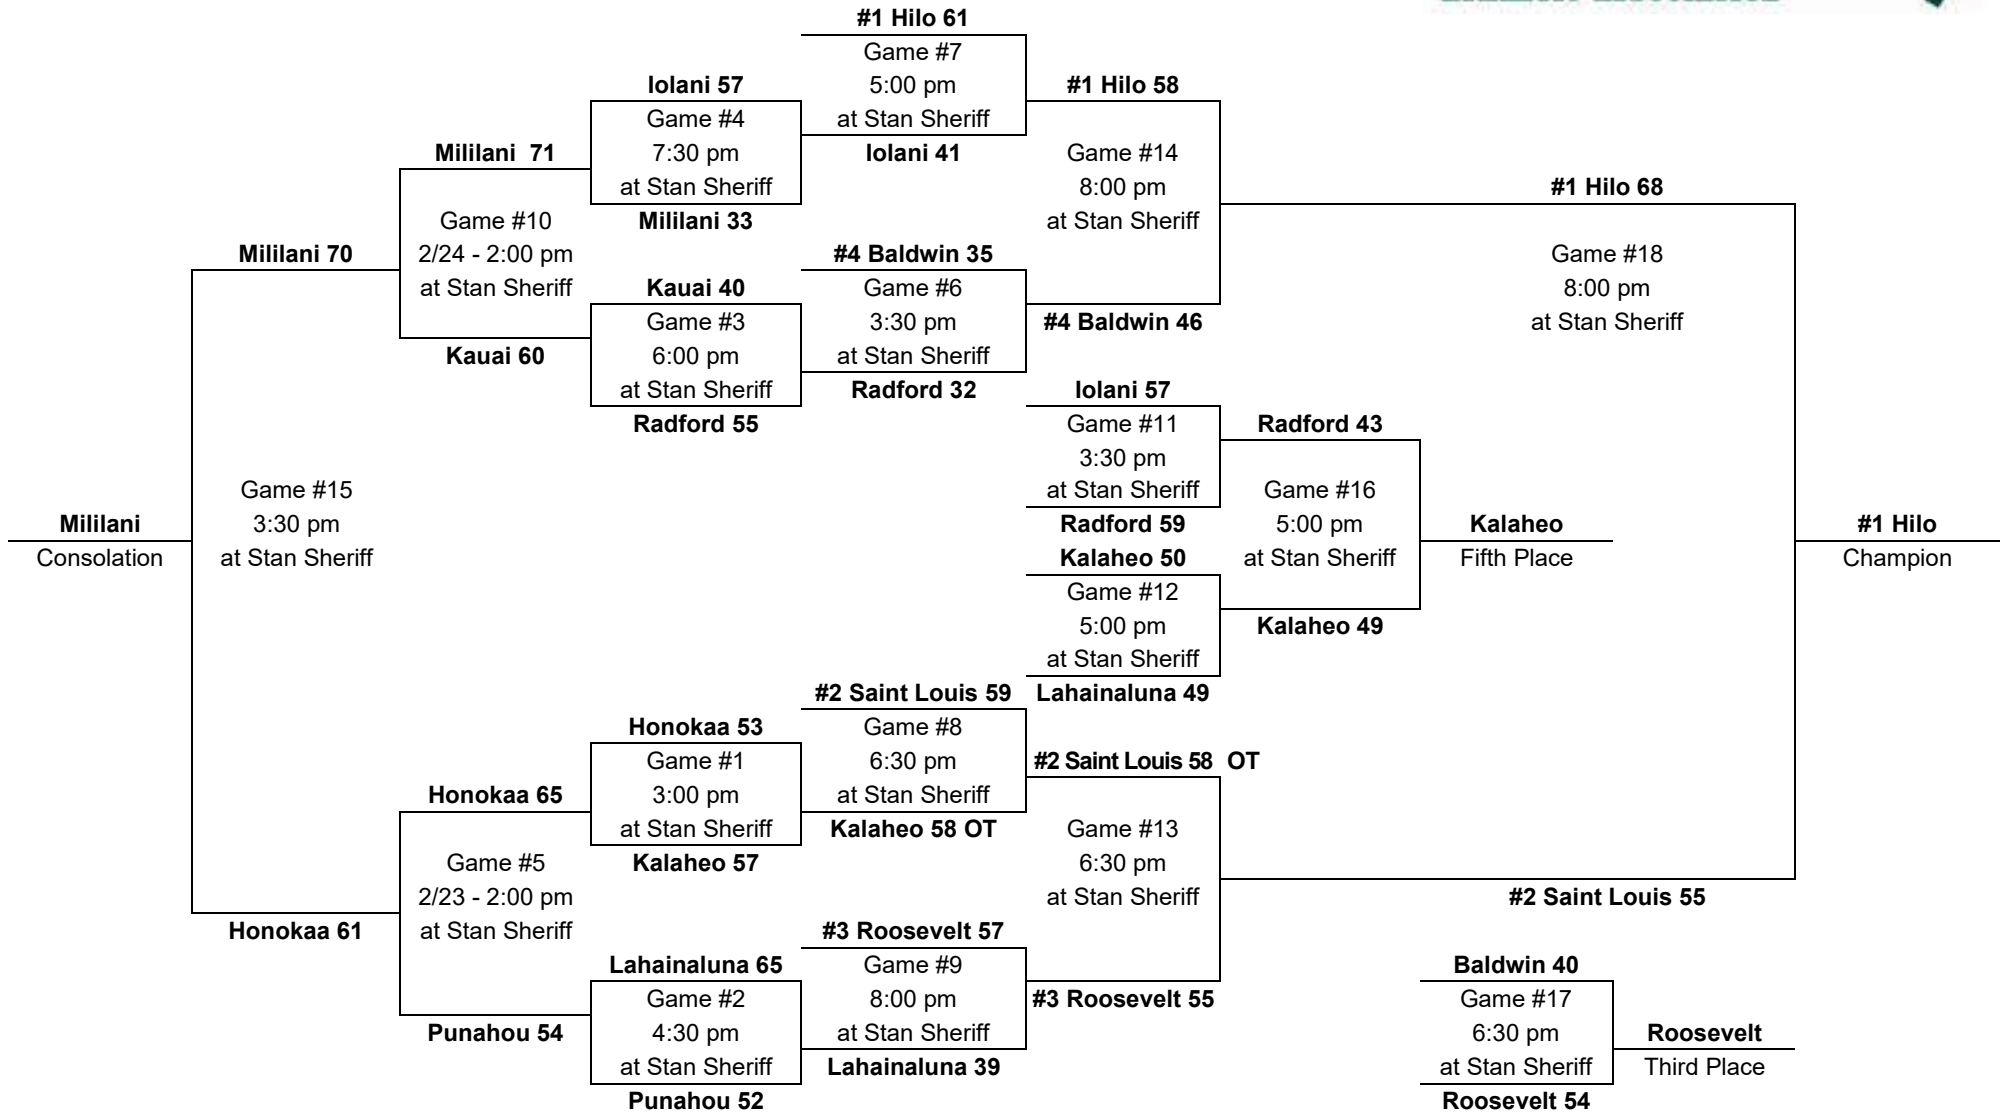 #1 Hilo 61
Game #7
5:00 pm
at Stan Sheriff
Iolani 41
Iolani 57
Game #4
7:30 pm
at Stan Sheriff
Mililani 33
#1 Hilo 58
Game #14
8:00 pm
at Stan Sheriff
#4 Baldwin 46
Mililani  71
Game #10
2/24 - 2:00 pm
at Stan Sheriff
Kauai 60
#1 Hilo 68
Game #18
8:00 pm
at Stan Sheriff
#4 Baldwin 35
Game #6
3:30 pm
at Stan Sheriff
Radford 32
Mililani 70
Kauai 40
Game #3
6:00 pm
at Stan Sheriff
Radford 55
Iolani 57
Game #11
3:30 pm
at Stan Sheriff
Radford 59
Radford 43
Game #16
5:00 pm
at Stan Sheriff
Kalaheo 49
Game #15
3:30 pm
at Stan Sheriff
Mililani
Consolation
Kalaheo
Fifth Place
#1 Hilo
Champion
Kalaheo 50
Game #12
5:00 pm
at Stan Sheriff
Lahainaluna 49
#2 Saint Louis 59
Game #8
6:30 pm
at Stan Sheriff
Kalaheo 58 OT
Honokaa 53
Game #1
3:00 pm
at Stan Sheriff
Kalaheo 57
#2 Saint Louis 58  OT
Game #13
6:30 pm
at Stan Sheriff
#3 Roosevelt 55
Honokaa 65
Game #5
2/23 - 2:00 pm
at Stan Sheriff
Punahou 54
#2 Saint Louis 55
Honokaa 61
#3 Roosevelt 57
Game #9
8:00 pm
at Stan Sheriff
Lahainaluna 39
Lahainaluna 65
Game #2
4:30 pm
at Stan Sheriff
Punahou 52
Baldwin 40
Game #17
6:30 pm
at Stan Sheriff
Roosevelt 54
Roosevelt
Third Place